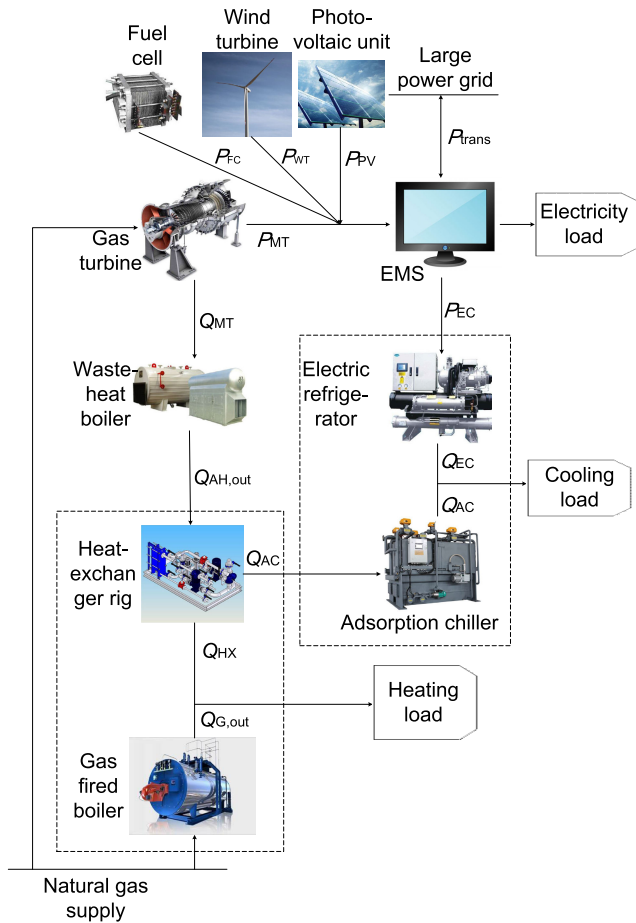 Fuel
cell
Wind
turbine
Photo-
voltaic unit
Large
power grid
PFC
PWT
PPV
Ptrans
Gas
turbine
PMT
EMS
Electricity
load
QMT
PEC
Waste-
heat
boiler
Electric
refrige-
rator
QAH,out
QEC
Cooling
load
QAC
Heat-
exchan
ger rig
QAC
Adsorption chiller
QHX
Heating
load
QG,out
Gas
fired
boiler
Natural gas
supply